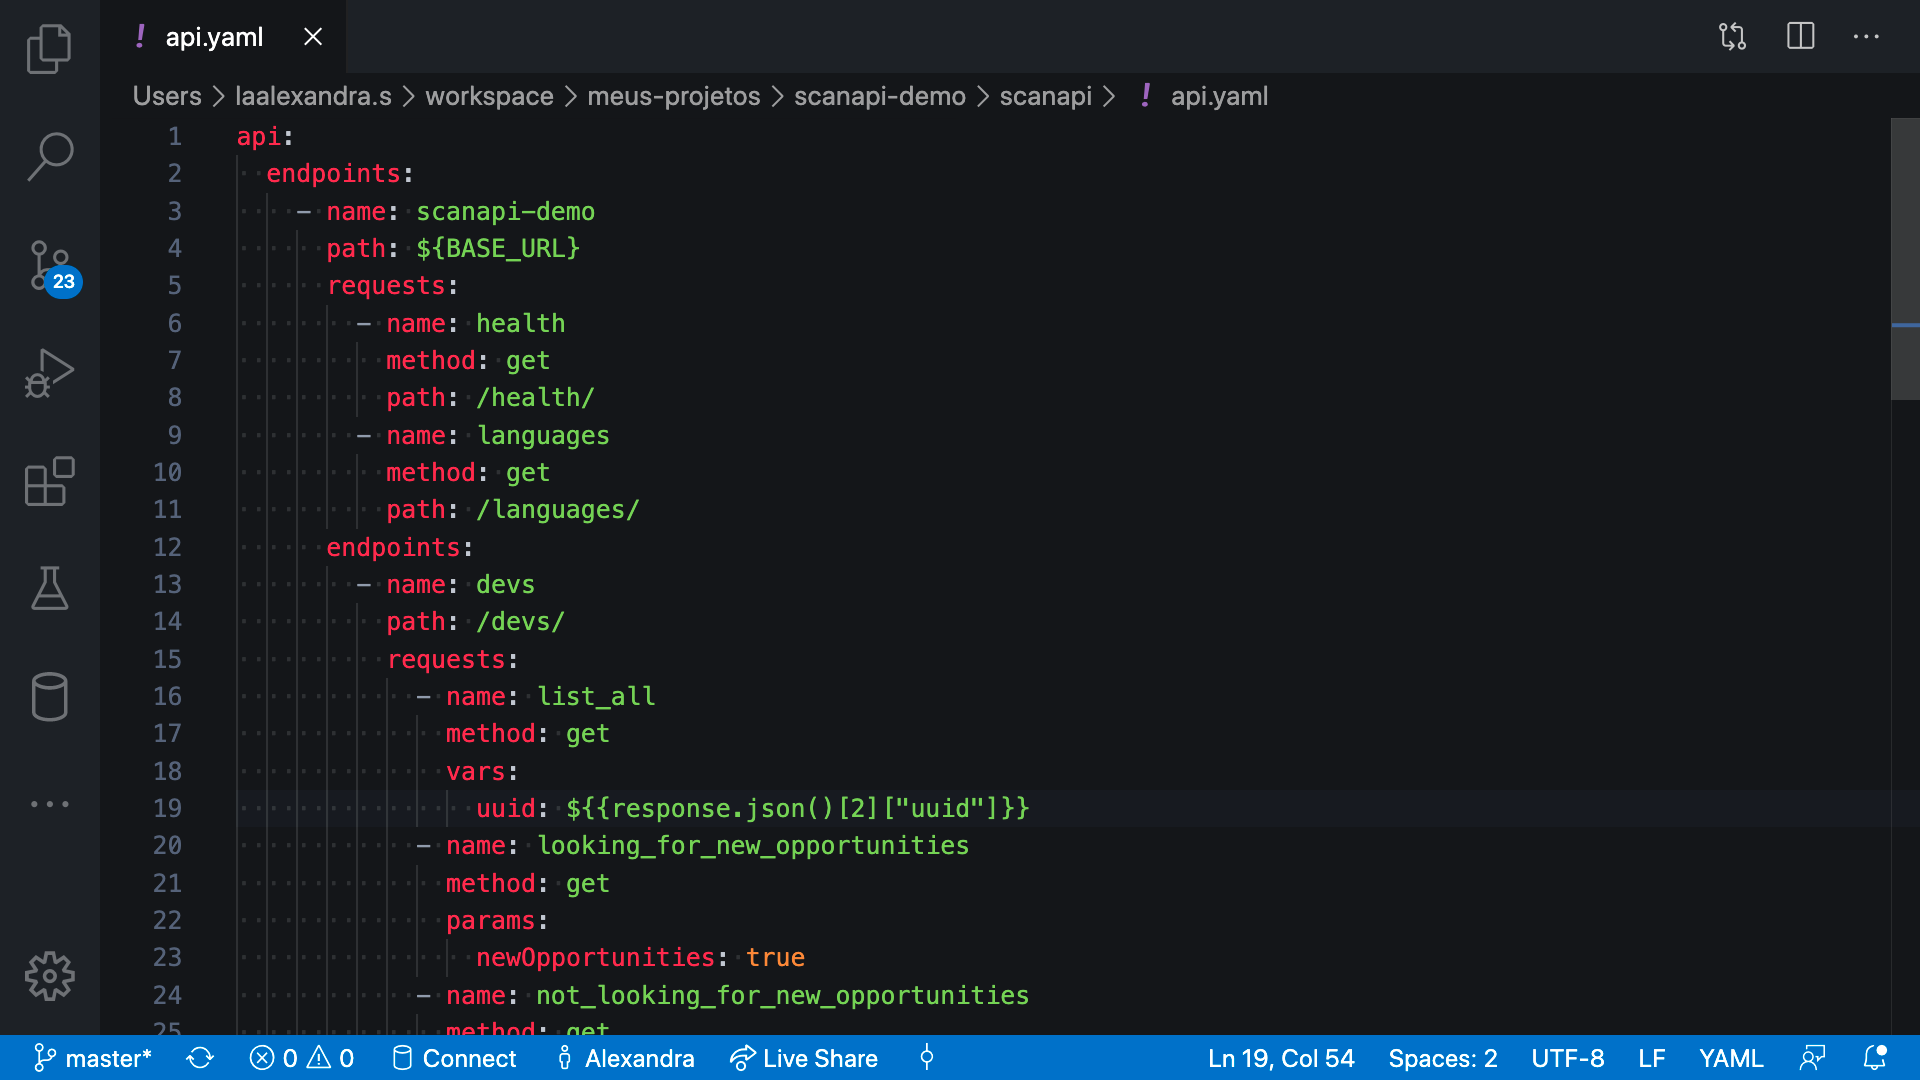 ! api.yaml
Users > laalexandra.s > workspace > meus-projetos > scanapi-demo > scanapi > ! api.yaml
1 api:
2 endpoints:
3 - name: scanapi-demo
4 path: ${BASE_URL}
5 requests:
6 - name: health
7 method: get
8 path: /health/
9 - name: languages
10 method: get
11 path: /languages/
12 endpoints:
13 - name: devs
14 path: /devs/
15 requests:
16 - name: list_all
17 method: get
18 vars:
19 uuid: ${{response.json()[2]["uuid"]}}
20 - name: looking_for_new_opportunities
21 method: get
22 params:
23 newOpportunities: true
24 - name: not_looking_for_new_opportunities
25 method: get
23
master* 0 0 Connect Alexandra Live Share Ln 19, Col 54 Spaces: 2 UTF-8 LF YAML